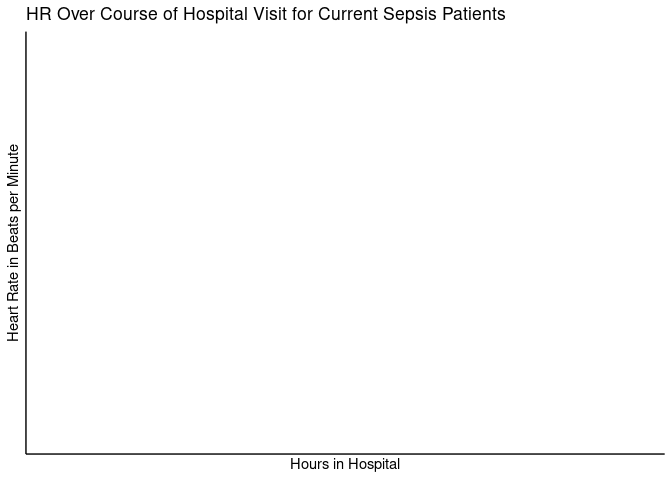 HR Over Course of Hospital Visit for Current Sepsis Patients
Heart Rate in Beats per Minute
Hours in Hospital